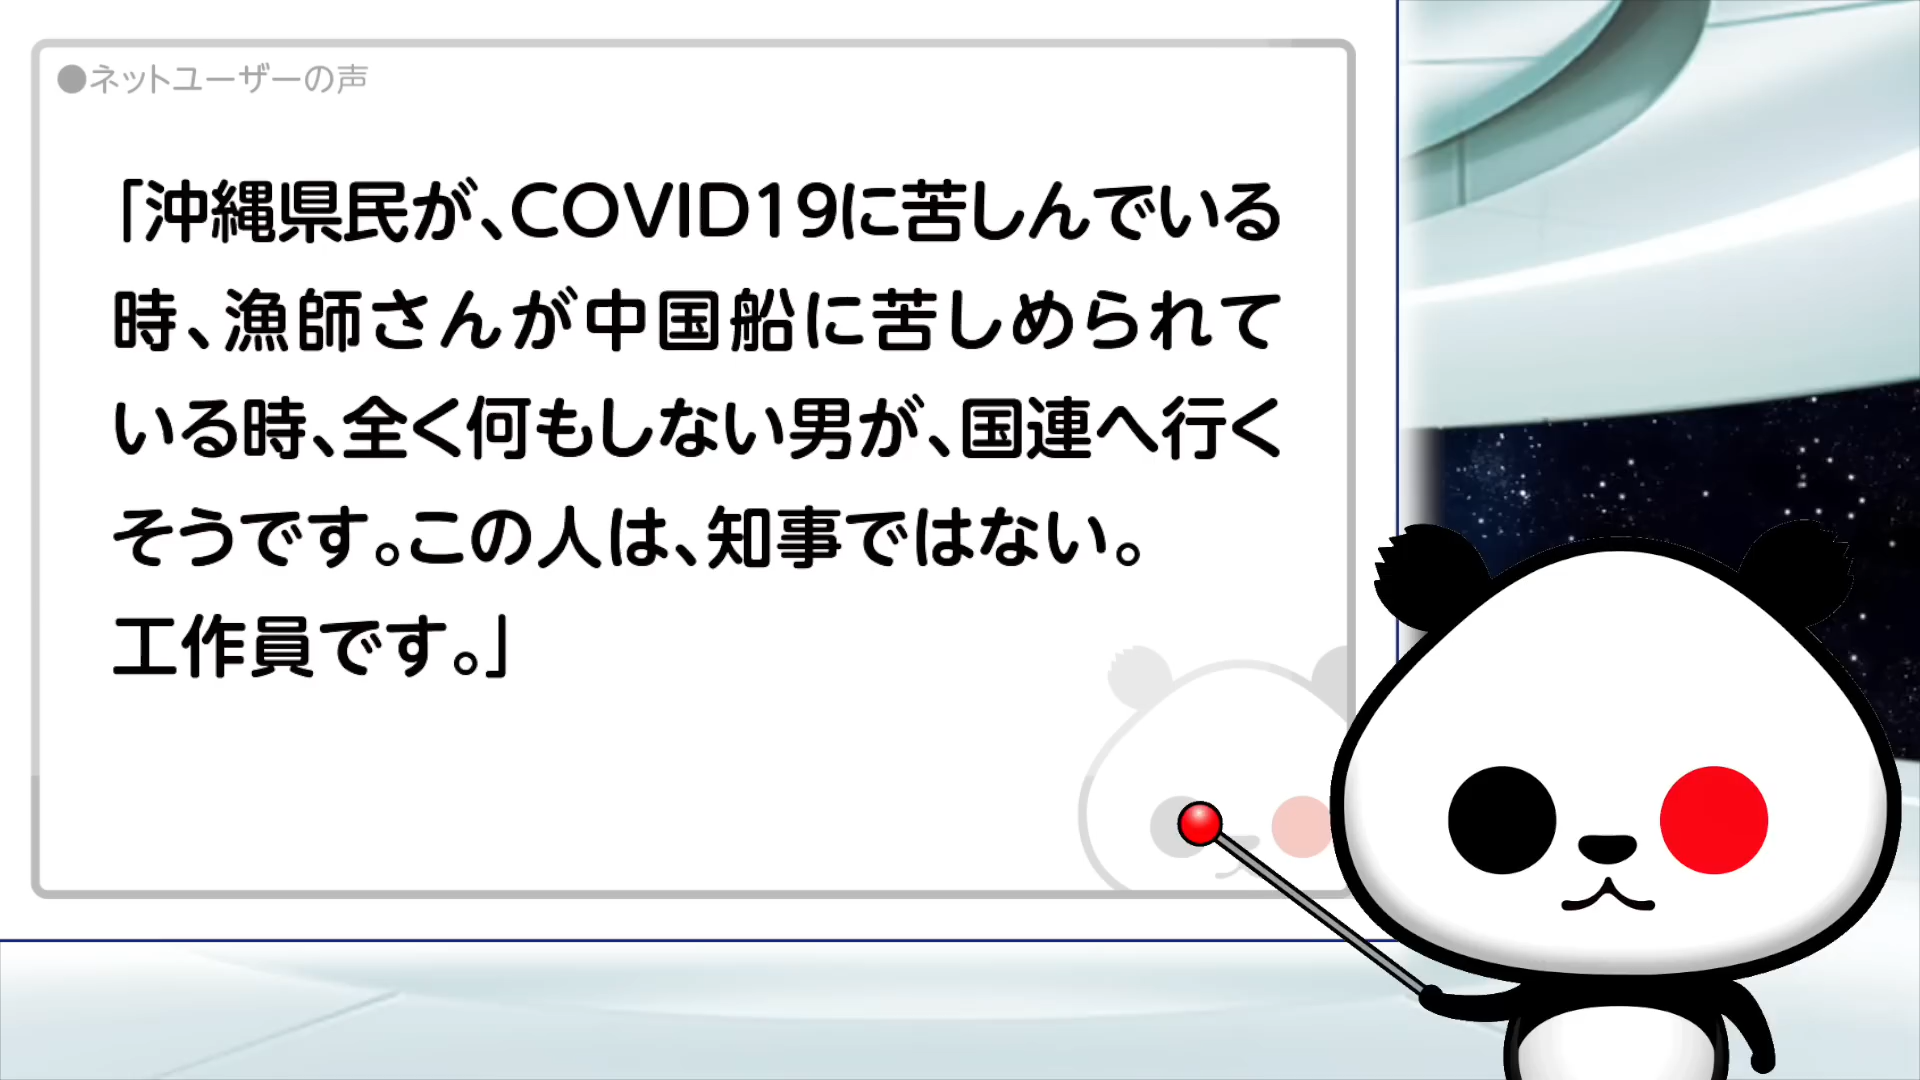 ●ネットユーザーの声
「沖縄県民が、COVID19に苦しんでいる
時、漁師さんが中国船に苦しめられて
いる時、全く何もしない男が、国連へ行く
そうです。この人は、知事ではない。
工作員です。」